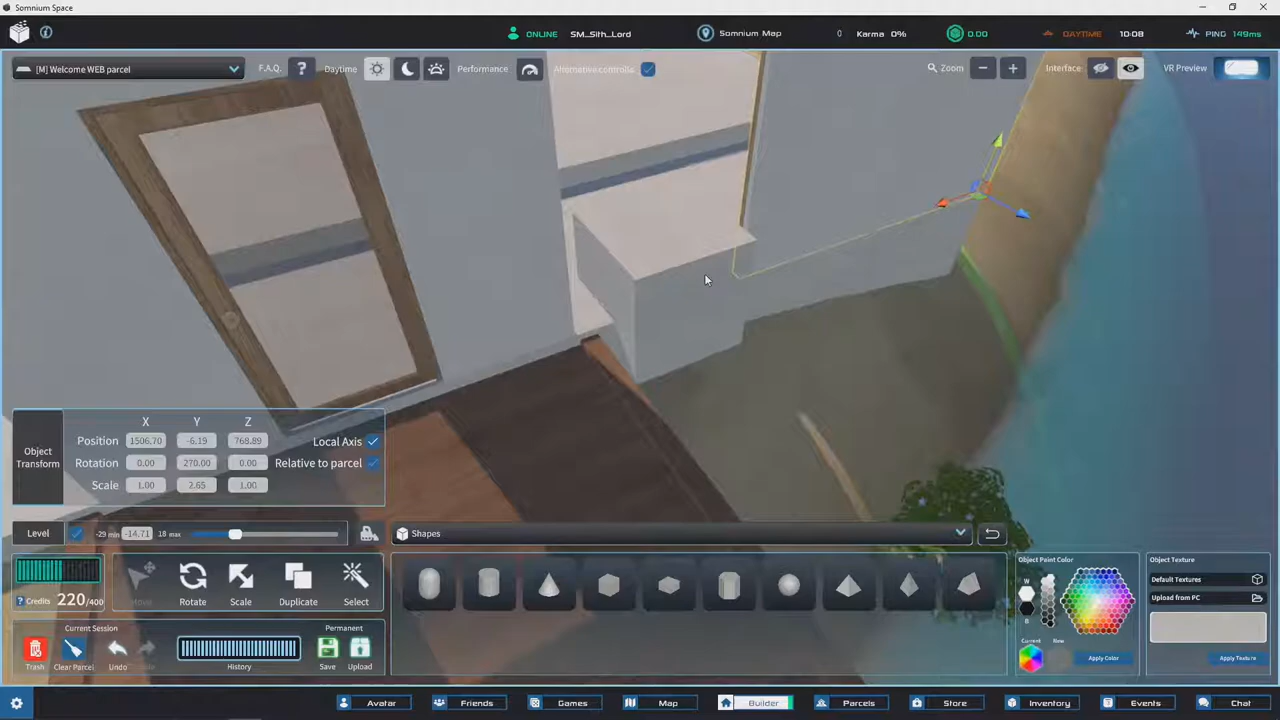 Somnium Space
ONLINE SM_Sith_Lord Somnium Map 0 Karma 0% 0.00 DAYTIME 10:08 PING 149ms
[M] Welcome WEB parcel F.A.Q. ? Daytime Performance Alternative controlls Zoom Interface VR Preview
X Y Z
Object Transform
Position 1506.70 -6.19 768.89 Local Axis
Rotation 0.00 270.00 0.00 Relative to parcel
Scale 1.00 2.65 1.00
Level -29 min -14.71 18 max Shapes
Object Paint Color Object Texture
W
B
Default Textures
Upload from PC
? Credits 220/400
Move Rotate Scale Duplicate Select
Current Session Permanent
Current New
Trash Clear Parcel Undo History Save Upload
Apply Color Apply Texture
Avatar Friends Games Map Builder Parcels Store Inventory Events Chat